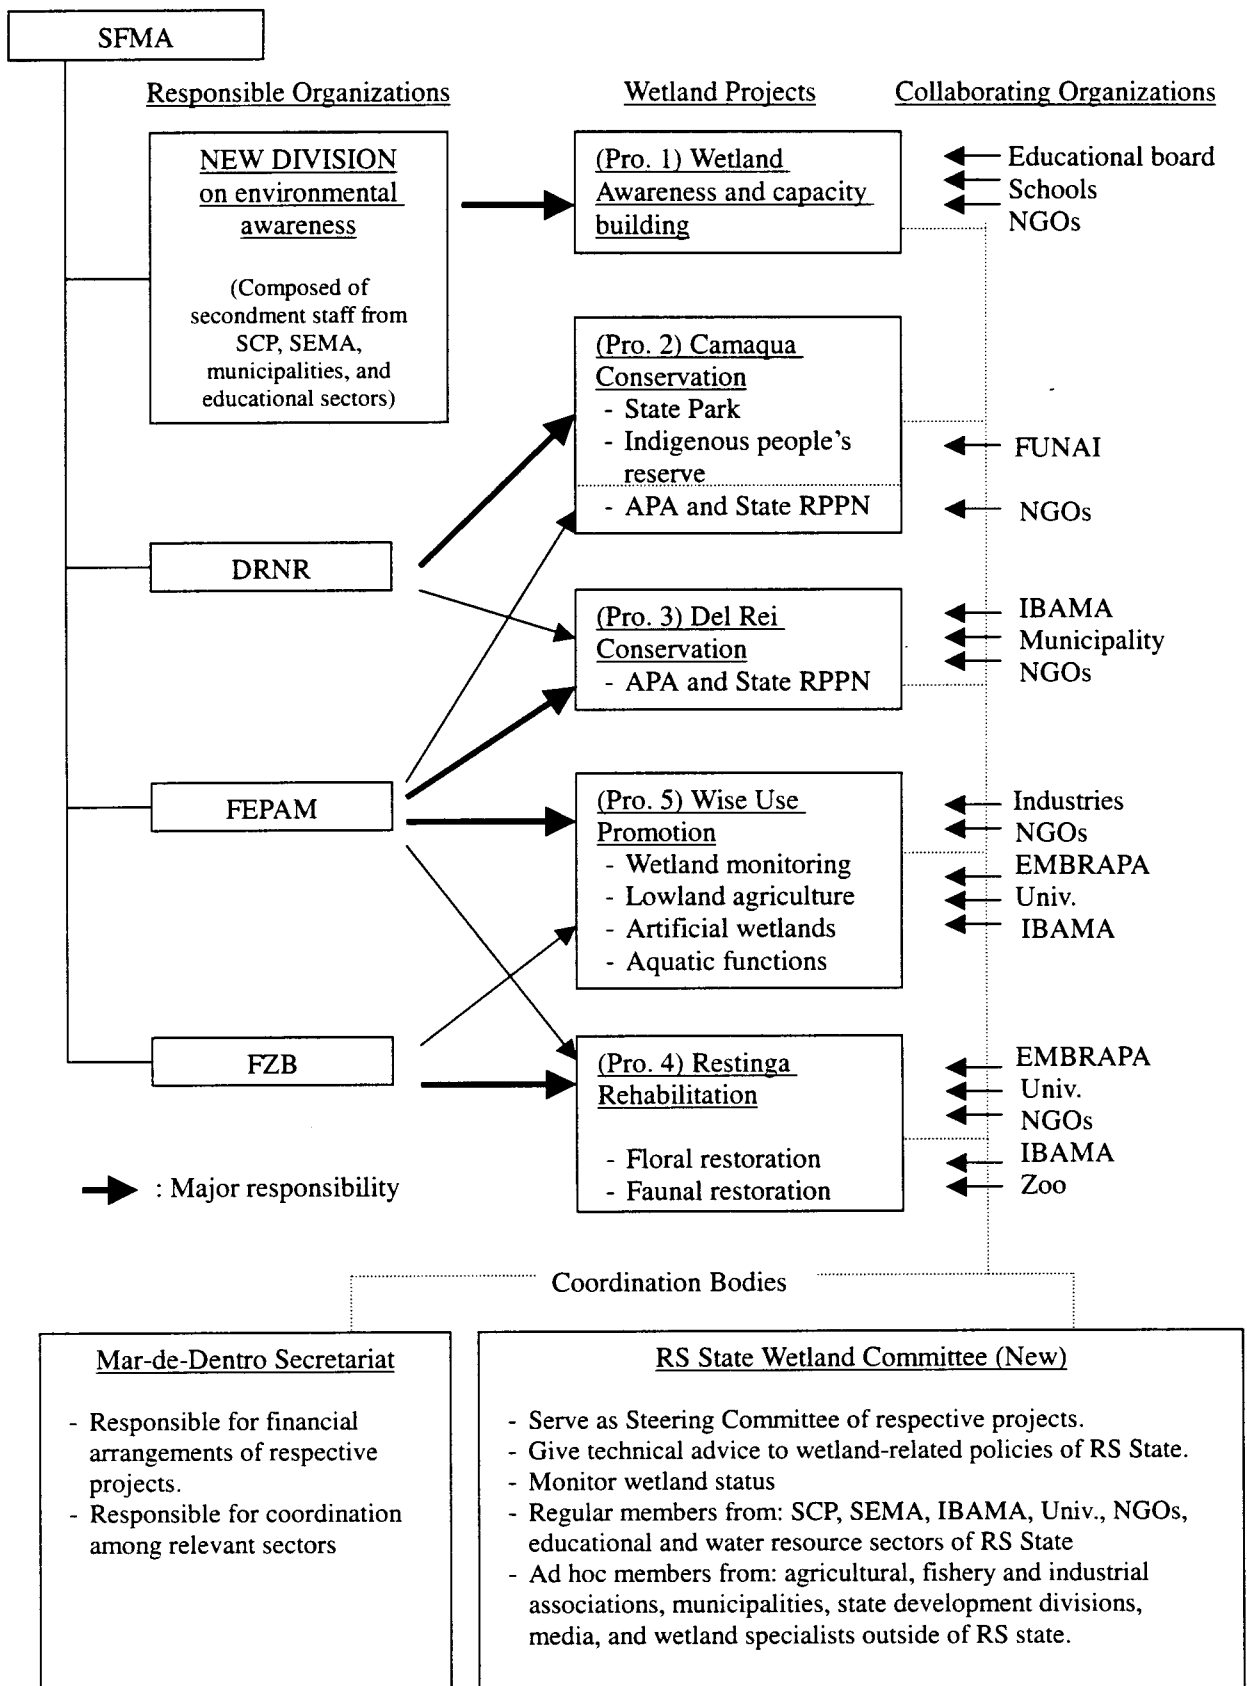 SFMA
Responsible Organizations
Wetland Projects
Collaborating Organizations
NEW DIVISION
on environmental
awareness
(Composed of
secondment staff from
SCP, SEMA,
municipalities, and
educational sectors)
(Pro. 1) Wetland
Awareness and capacity
building
Educational board
Schools
NGOs
(Pro. 2) Camaqua
Conservation
- State Park
- Indigenous people's
reserve
- APA and State RPPN
FUNAI
NGOs
DRNR
(Pro. 3) Del Rei
Conservation
- APA and State RPPN
IBAMA
Municipality
NGOs
FEPAM
(Pro. 5) Wise Use
Promotion
- Wetland monitoring
- Lowland agriculture
- Artificial wetlands
- Aquatic functions
Industries
NGOs
EMBRAPA
Univ.
IBAMA
FZB
(Pro. 4) Restinga
Rehabilitation
- Floral restoration
- Faunal restoration
EMBRAPA
Univ.
NGOs
IBAMA
Zoo
: Major responsibility
Coordination Bodies
Mar-de-Dentro Secretariat
- Responsible for financial
arrangements of respective
projects.
- Responsible for coordination
among relevant sectors
RS State Wetland Committee (New)
- Serve as Steering Committee of respective projects.
- Give technical advice to wetland-related policies of RS State.
- Monitor wetland status
- Regular members from: SCP, SEMA, IBAMA, Univ., NGOs,
educational and water resource sectors of RS State
- Ad hoc members from: agricultural, fishery and industrial
associations, municipalities, state development divisions,
media, and wetland specialists outside of RS state.